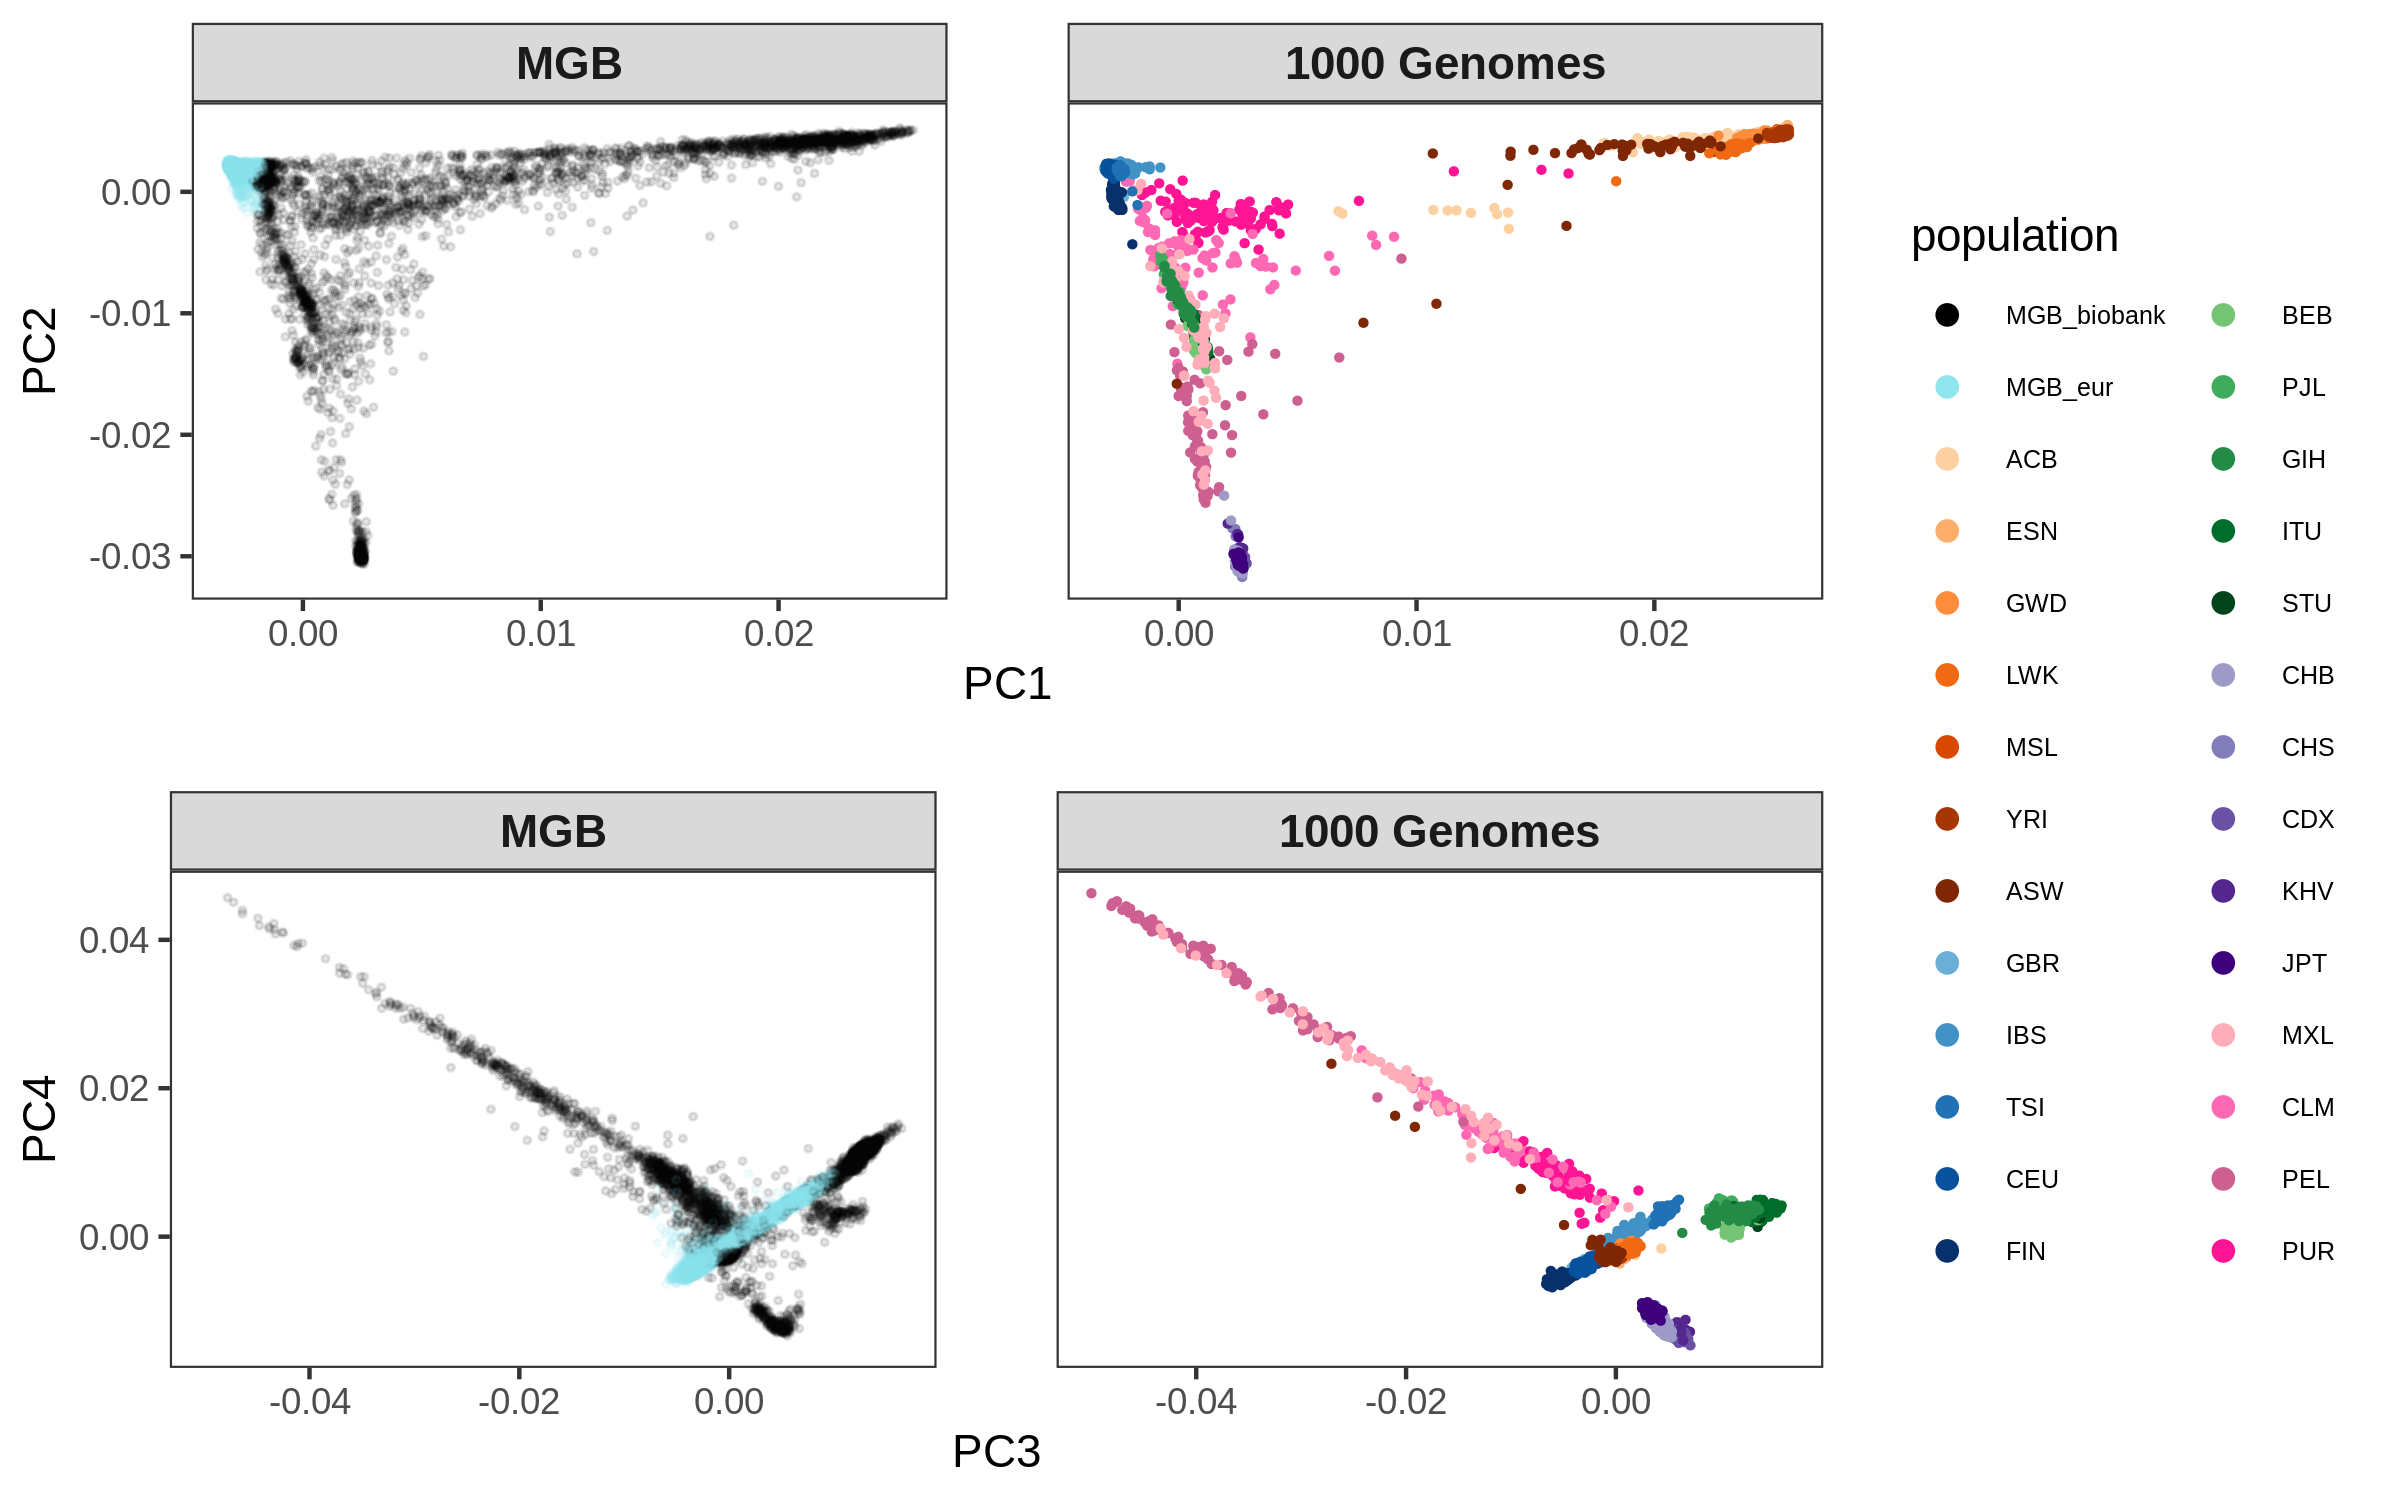 MGB
1000 Genomes
PC2
0.00
-0.01
-0.02
-0.03
0.00
0.01
0.02
0.00
0.01
0.02
PC1
MGB
1000 Genomes
PC4
0.04
0.02
0.00
-0.04
-0.02
0.00
-0.04
-0.02
0.00
PC3
population
MGB_biobank
MGB_eur
ACB
ESN
GWD
LWK
MSL
YRI
ASW
GBR
IBS
TSI
CEU
FIN
BEB
PJL
GIH
ITU
STU
CHB
CHS
CDX
KHV
JPT
MXL
CLM
PEL
PUR